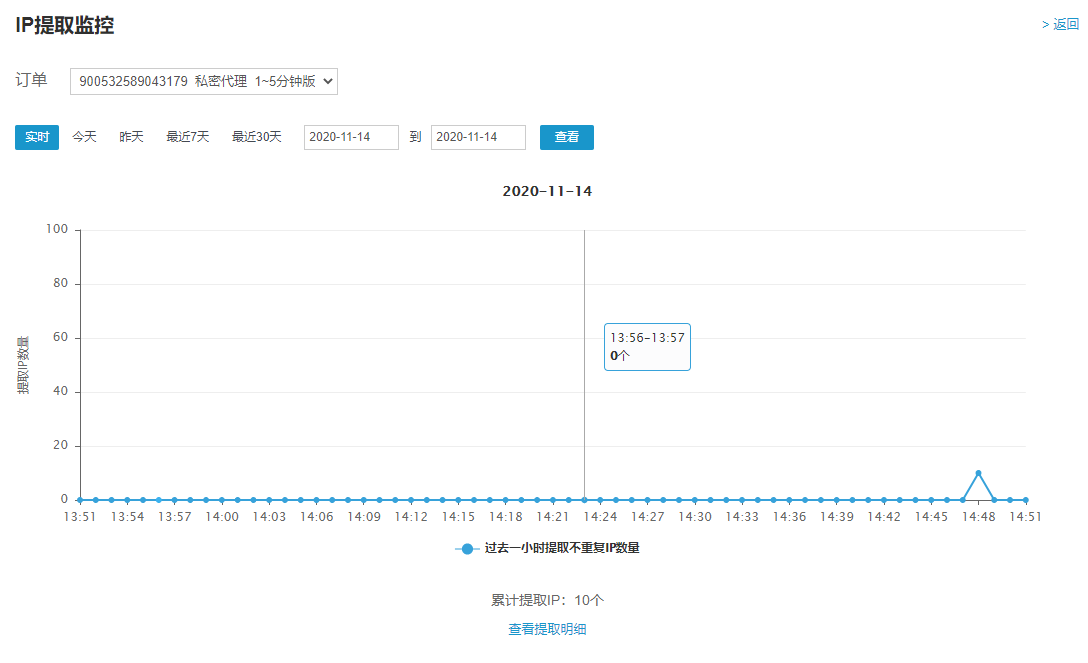 IP提取监控
> 返回
订单 900532589043179 私密代理 1~5分钟版
实时 今天 昨天 最近7天 最近30天 2020-11-14 到 2020-11-14 查看
2020-11-14
100
80
60
40
20
0
提取IP数量
13:56-13:57
0个
13:51 13:54 13:57 14:00 14:03 14:06 14:09 14:12 14:15 14:18 14:21 14:24 14:27 14:30 14:33 14:36 14:39 14:42 14:45 14:48 14:51
过去一小时提取不重复IP数量
累计提取IP：10个
查看提取明细